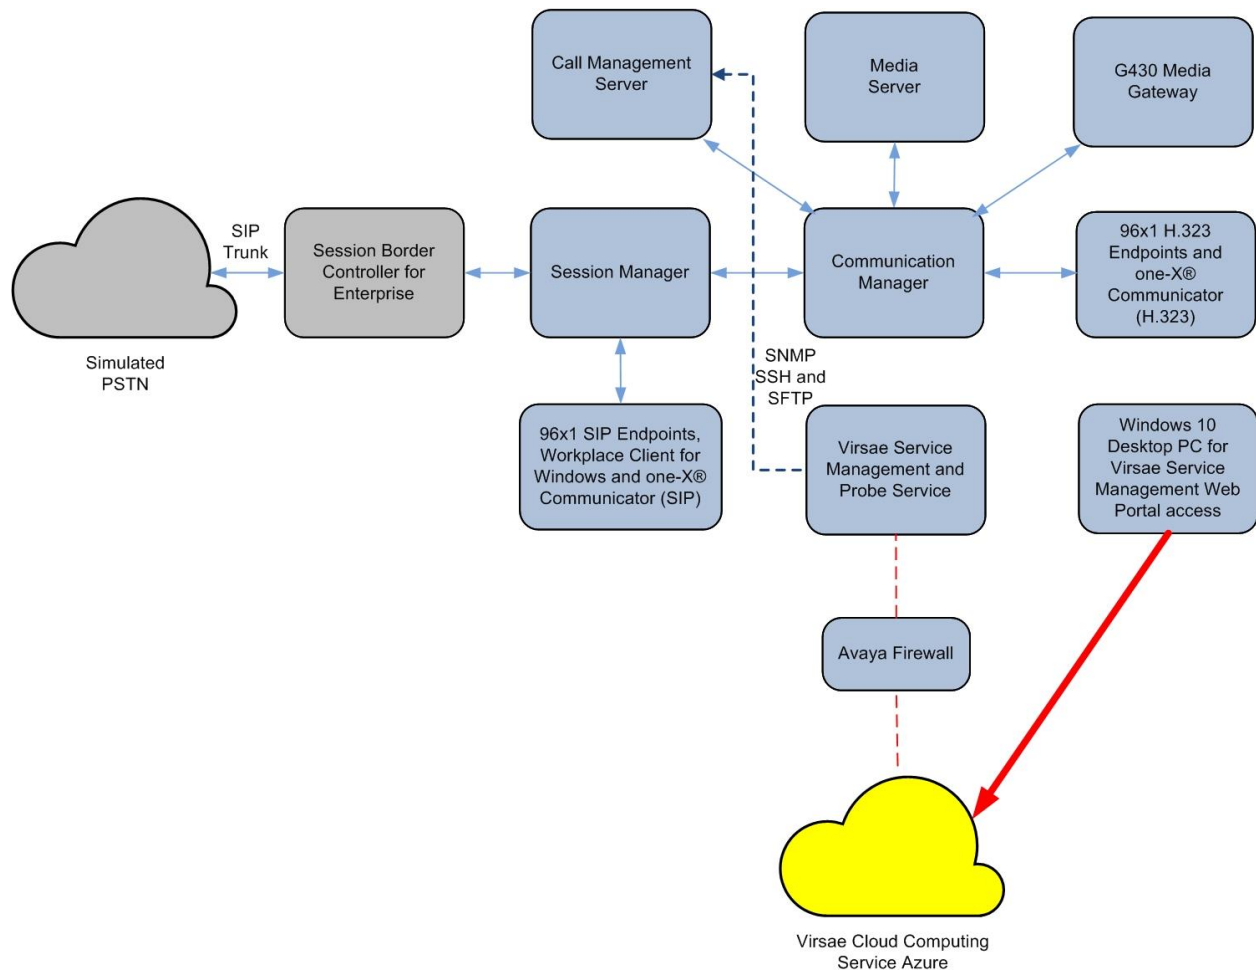 Call Management
Server
Media
Server
G430 Media
Gateway
SIP
Trunk
Session Border
Controller for
Enterprise
Session Manager
Communication
Manager
96x1 H.323
Endpoints and
one-X®
Communicator
(H.323)
Simulated
PSTN
SNMP
SSH and
SFTP
96x1 SIP Endpoints,
Workplace Client for
Windows and one-X®
Communicator (SIP)
Virsae Service
Management and
Probe Service
Windows 10
Desktop PC for
Virsae Service
Management Web
Portal access
Avaya Firewall
Virsae Cloud Computing
Service Azure